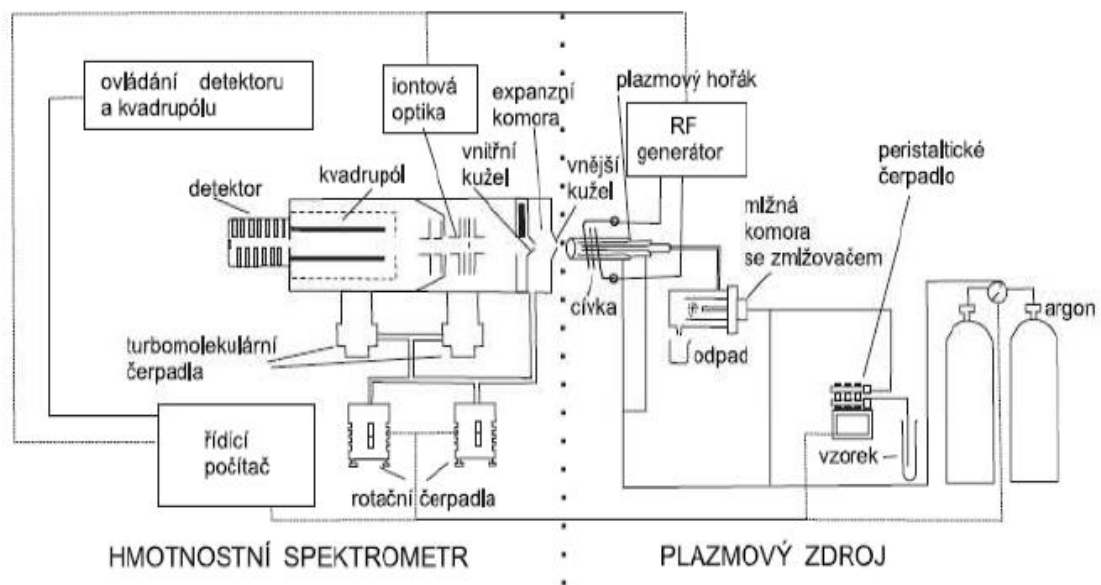 ovládání detektoru
a kvadrupólu
iontová
optika
expanzní
komora
plazmový hořák
RF
generátor
peristaltické
čerpadlo
vnitřní
kužel
vnější
kužel
detektor
kvadrupól
mlžná
komora
se zmlžovačem
cívka
argon
odpad
turbomolekulární
čerpadla
řídicí
počítač
vzorek
rotační čerpadla
HMOTNOSTNÍ SPEKTROMETR
PLAZMOVÝ ZDROJ